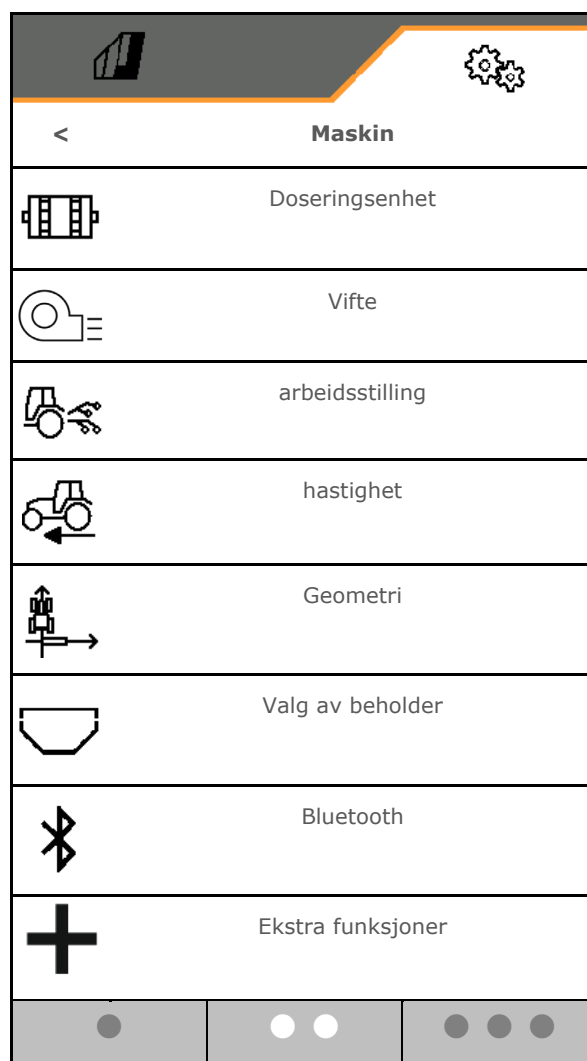 <
Maskin
Doseringsenhet
Vifte
arbeidsstilling
hastighet
Geometri
Valg av beholder
Bluetooth
Ekstra funksjoner